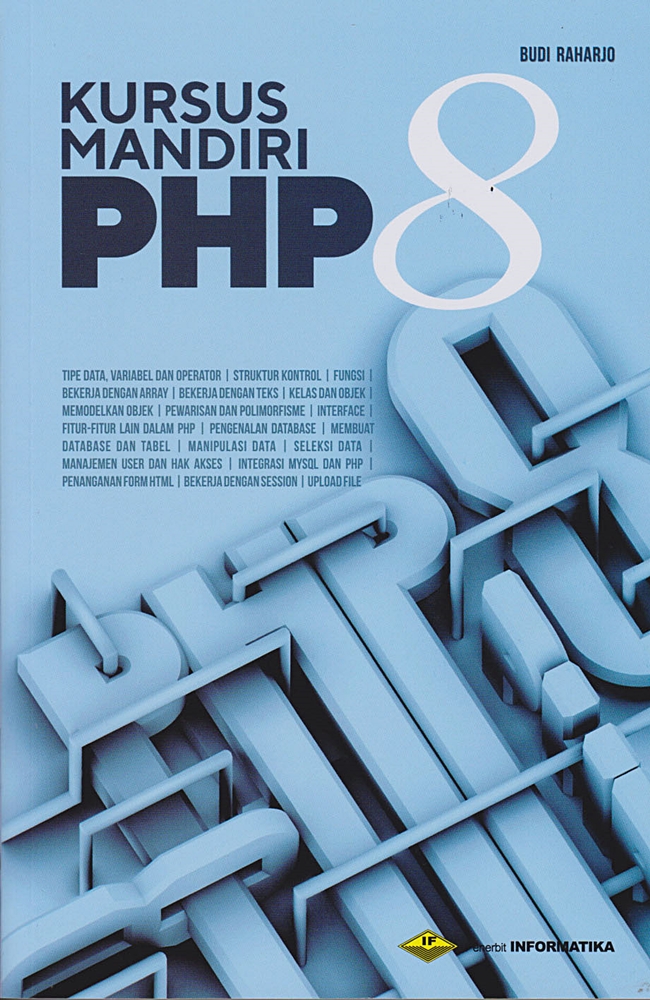 BUDI RAHARJO
KURSUS
MANDIRI
PHP 8
TIPE DATA, VARIABEL DAN OPERATOR | STRUKTUR KONTROL | FUNGSI |
BEKERJA DENGAN ARRAY | BEKERJA DENGAN TEKS | KELAS DAN OBJEK |
MEMODELKAN OBJEK | PEWARISAN DAN POLIMORFISME | INTERFACE |
FITUR-FITUR LAIN DALAM PHP | PENGENALAN DATABASE | MEMBUAT
DATABASE DAN TABEL | MANIPULASI DATA | SELEKSI DATA |
MANAJEMEN USER DAN HAK AKSES | INTEGRASI MYSQL DAN PHP |
PENANGANAN FORM HTML | BEKERJA DENGAN SESSION | UPLOAD FILE
IF enerbit INFORMATIKA